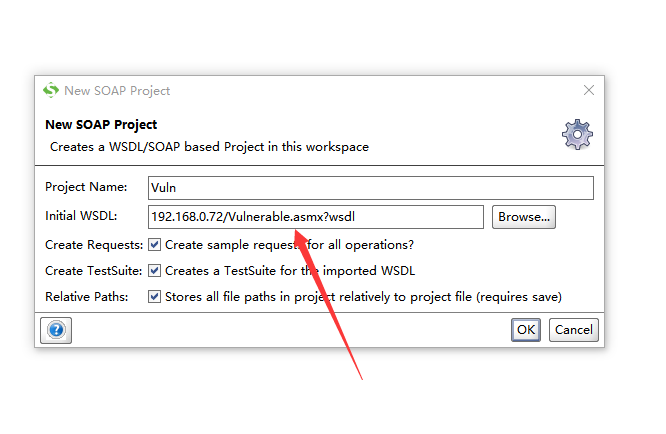 New SOAP Project
New SOAP Project
Creates a WSDL/SOAP based Project in this workspace
Project Name: Vuln
Initial WSDL: 192.168.0.72/Vulnerable.asmx?wsdl Browse...
Create Requests: Create sample requests for all operations?
Create TestSuite: Creates a TestSuite for the imported WSDL
Relative Paths: Stores all file paths in project relatively to project file (requires save)
OK Cancel